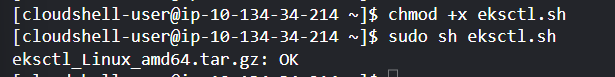 [cloudshell-user@ip-10-134-34-214 ~]$ chmod +x eksctl.sh
[cloudshell-user@ip-10-134-34-214 ~]$ sudo sh eksctl.sh
eksctl_Linux_amd64.tar.gz: OK